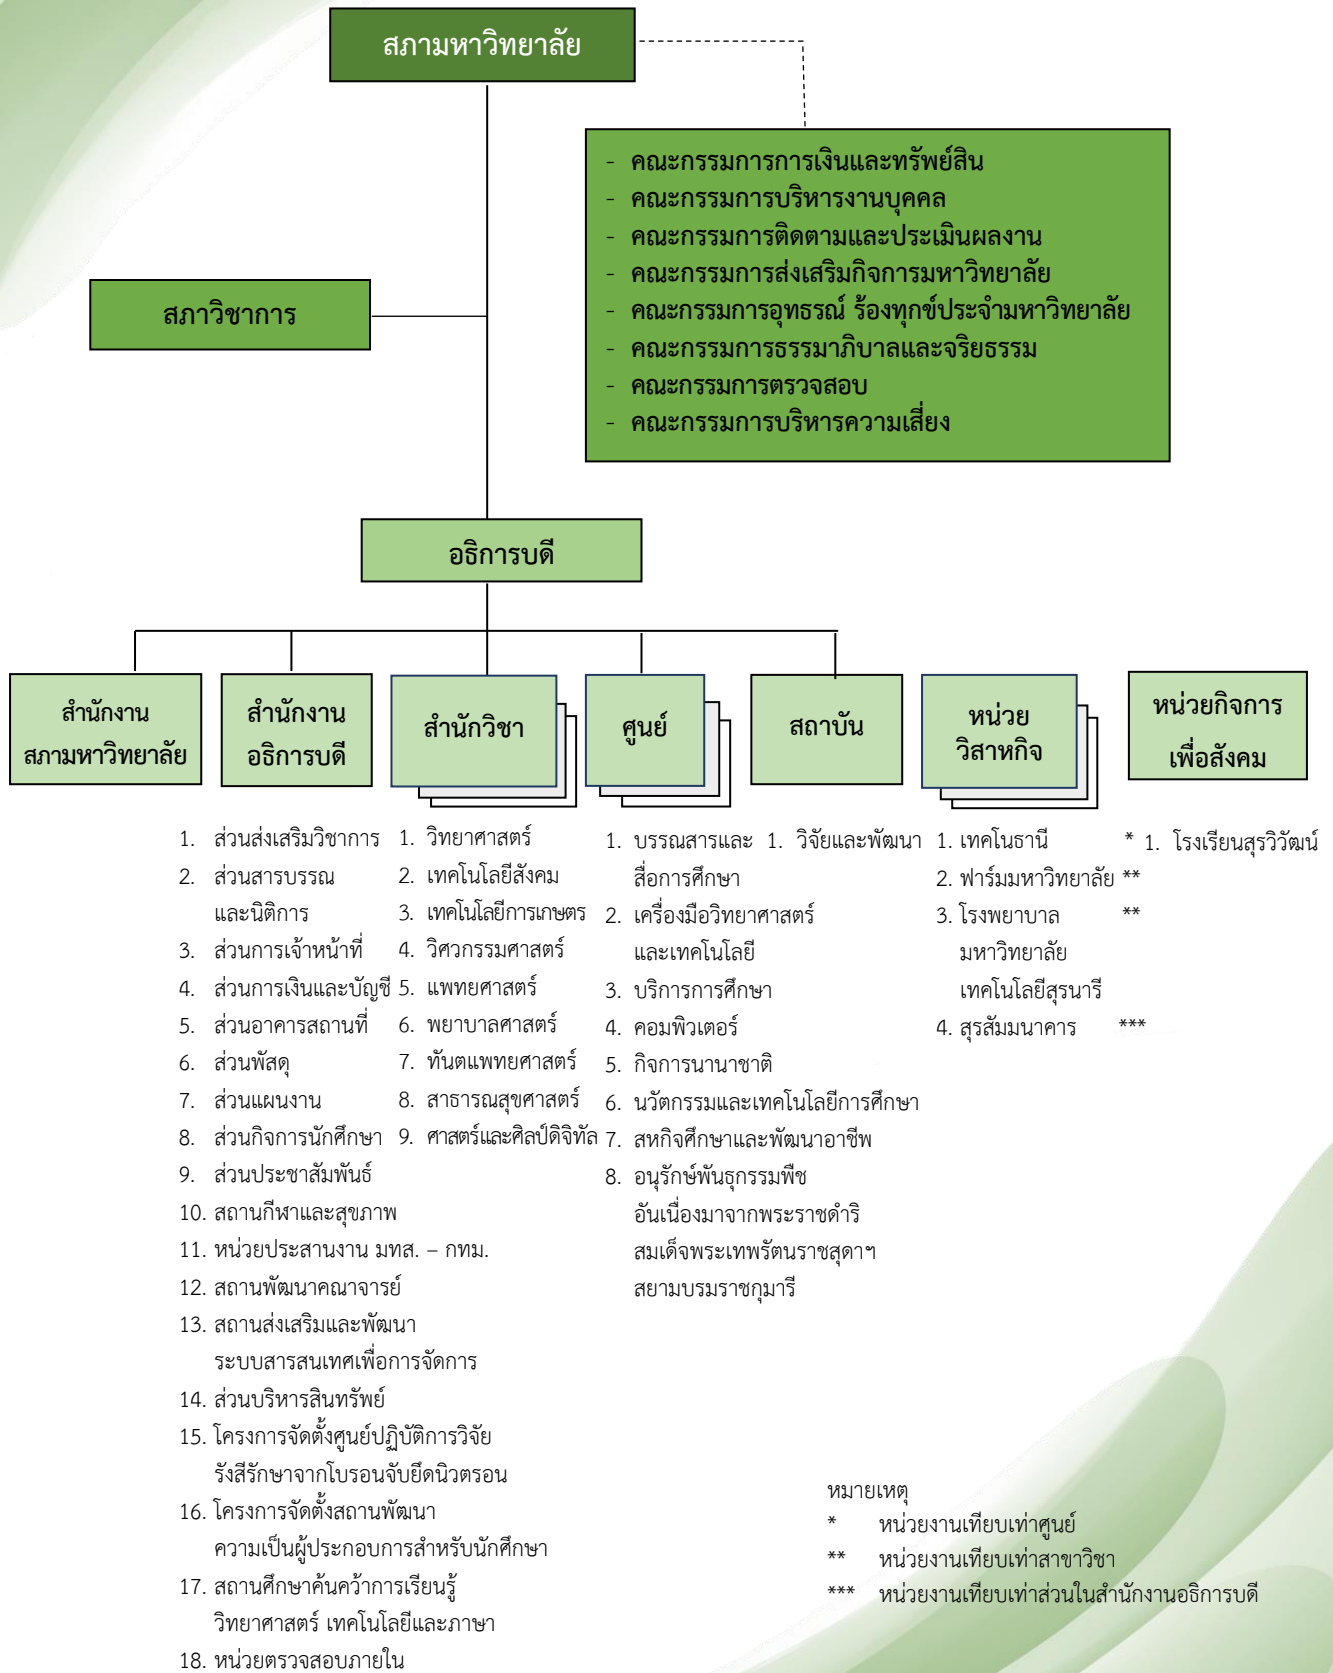 สภามหาวิทยาลัย
- คณะกรรมการการเงินและทรัพย์สิน
- คณะกรรมการบริหารงานบุคคล
- คณะกรรมการติดตามและประเมินผลงาน
- คณะกรรมการส่งเสริมกิจการมหาวิทยาลัย
- คณะกรรมการอุทธรณ์ ร้องทุกข์ประจำมหาวิทยาลัย
- คณะกรรมการธรรมาภิบาลและจริยธรรม
- คณะกรรมการตรวจสอบ
- คณะกรรมการบริหารความเสี่ยง
สภาวิชาการ
อธิการบดี
สำนักงาน
สภามหาวิทยาลัย
สำนักงาน
อธิการบดี
1. ส่วนส่งเสริมวิชาการ
2. ส่วนสารบรรณ
และนิติการ
3. ส่วนการเจ้าหน้าที่
4. ส่วนการเงินและบัญชี
5. ส่วนอาคารสถานที่
6. ส่วนพัสดุ
7. ส่วนแผนงาน
8. ส่วนกิจการนักศึกษา
9. ส่วนประชาสัมพันธ์
10. สถานกีฬาและสุขภาพ
11. หน่วยประสานงาน มทส. – กทม.
12. สถานพัฒนาคณาจารย์
13. สถานส่งเสริมและพัฒนา
ระบบสารสนเทศเพื่อการจัดการ
14. ส่วนบริหารสินทรัพย์
15. โครงการจัดตั้งศูนย์ปฏิบัติการวิจัย
รังสีรักษาจากโบรอนจับยึดนิวตรอน
16. โครงการจัดตั้งสถานพัฒนา
ความเป็นผู้ประกอบการสำหรับนักศึกษา
17. สถานศึกษาค้นคว้าการเรียนรู้
วิทยาศาสตร์ เทคโนโลยีและภาษา
18. หน่วยตรวจสอบภายใน
สำนักวิชา
1. วิทยาศาสตร์
2. เทคโนโลยีสังคม
3. เทคโนโลยีการเกษตร
4. วิศวกรรมศาสตร์
5. แพทยศาสตร์
6. พยาบาลศาสตร์
7. ทันตแพทยศาสตร์
8. สาธารณสุขศาสตร์
9. ศาสตร์และศิลป์ดิจิทัล
ศูนย์
1. บรรณสารและ
สื่อการศึกษา
2. เครื่องมือวิทยาศาสตร์
และเทคโนโลยี
3. บริการการศึกษา
4. คอมพิวเตอร์
5. กิจการนานาชาติ
6. นวัตกรรมและเทคโนโลยีการศึกษา
7. สหกิจศึกษาและพัฒนาอาชีพ
8. อนุรักษ์พันธุกรรมพืช
อันเนื่องมาจากพระราชดำริ
สมเด็จพระเทพรัตนราชสุดาฯ
สยามบรมราชกุมารี
สถาบัน
1. วิจัยและพัฒนา
หน่วย
วิสาหกิจ
1. เทคโนธานี *
2. ฟาร์มมหาวิทยาลัย **
3. โรงพยาบาล **
มหาวิทยาลัย
เทคโนโลยีสุรนารี
4. สุรสัมมนาคาร ***
หน่วยกิจการ
เพื่อสังคม
1. โรงเรียนสุรวิวัฒน์
หมายเหตุ
* หน่วยงานเทียบเท่าศูนย์
** หน่วยงานเทียบเท่าสาขาวิชา
*** หน่วยงานเทียบเท่าส่วนในสำนักงานอธิการบดี